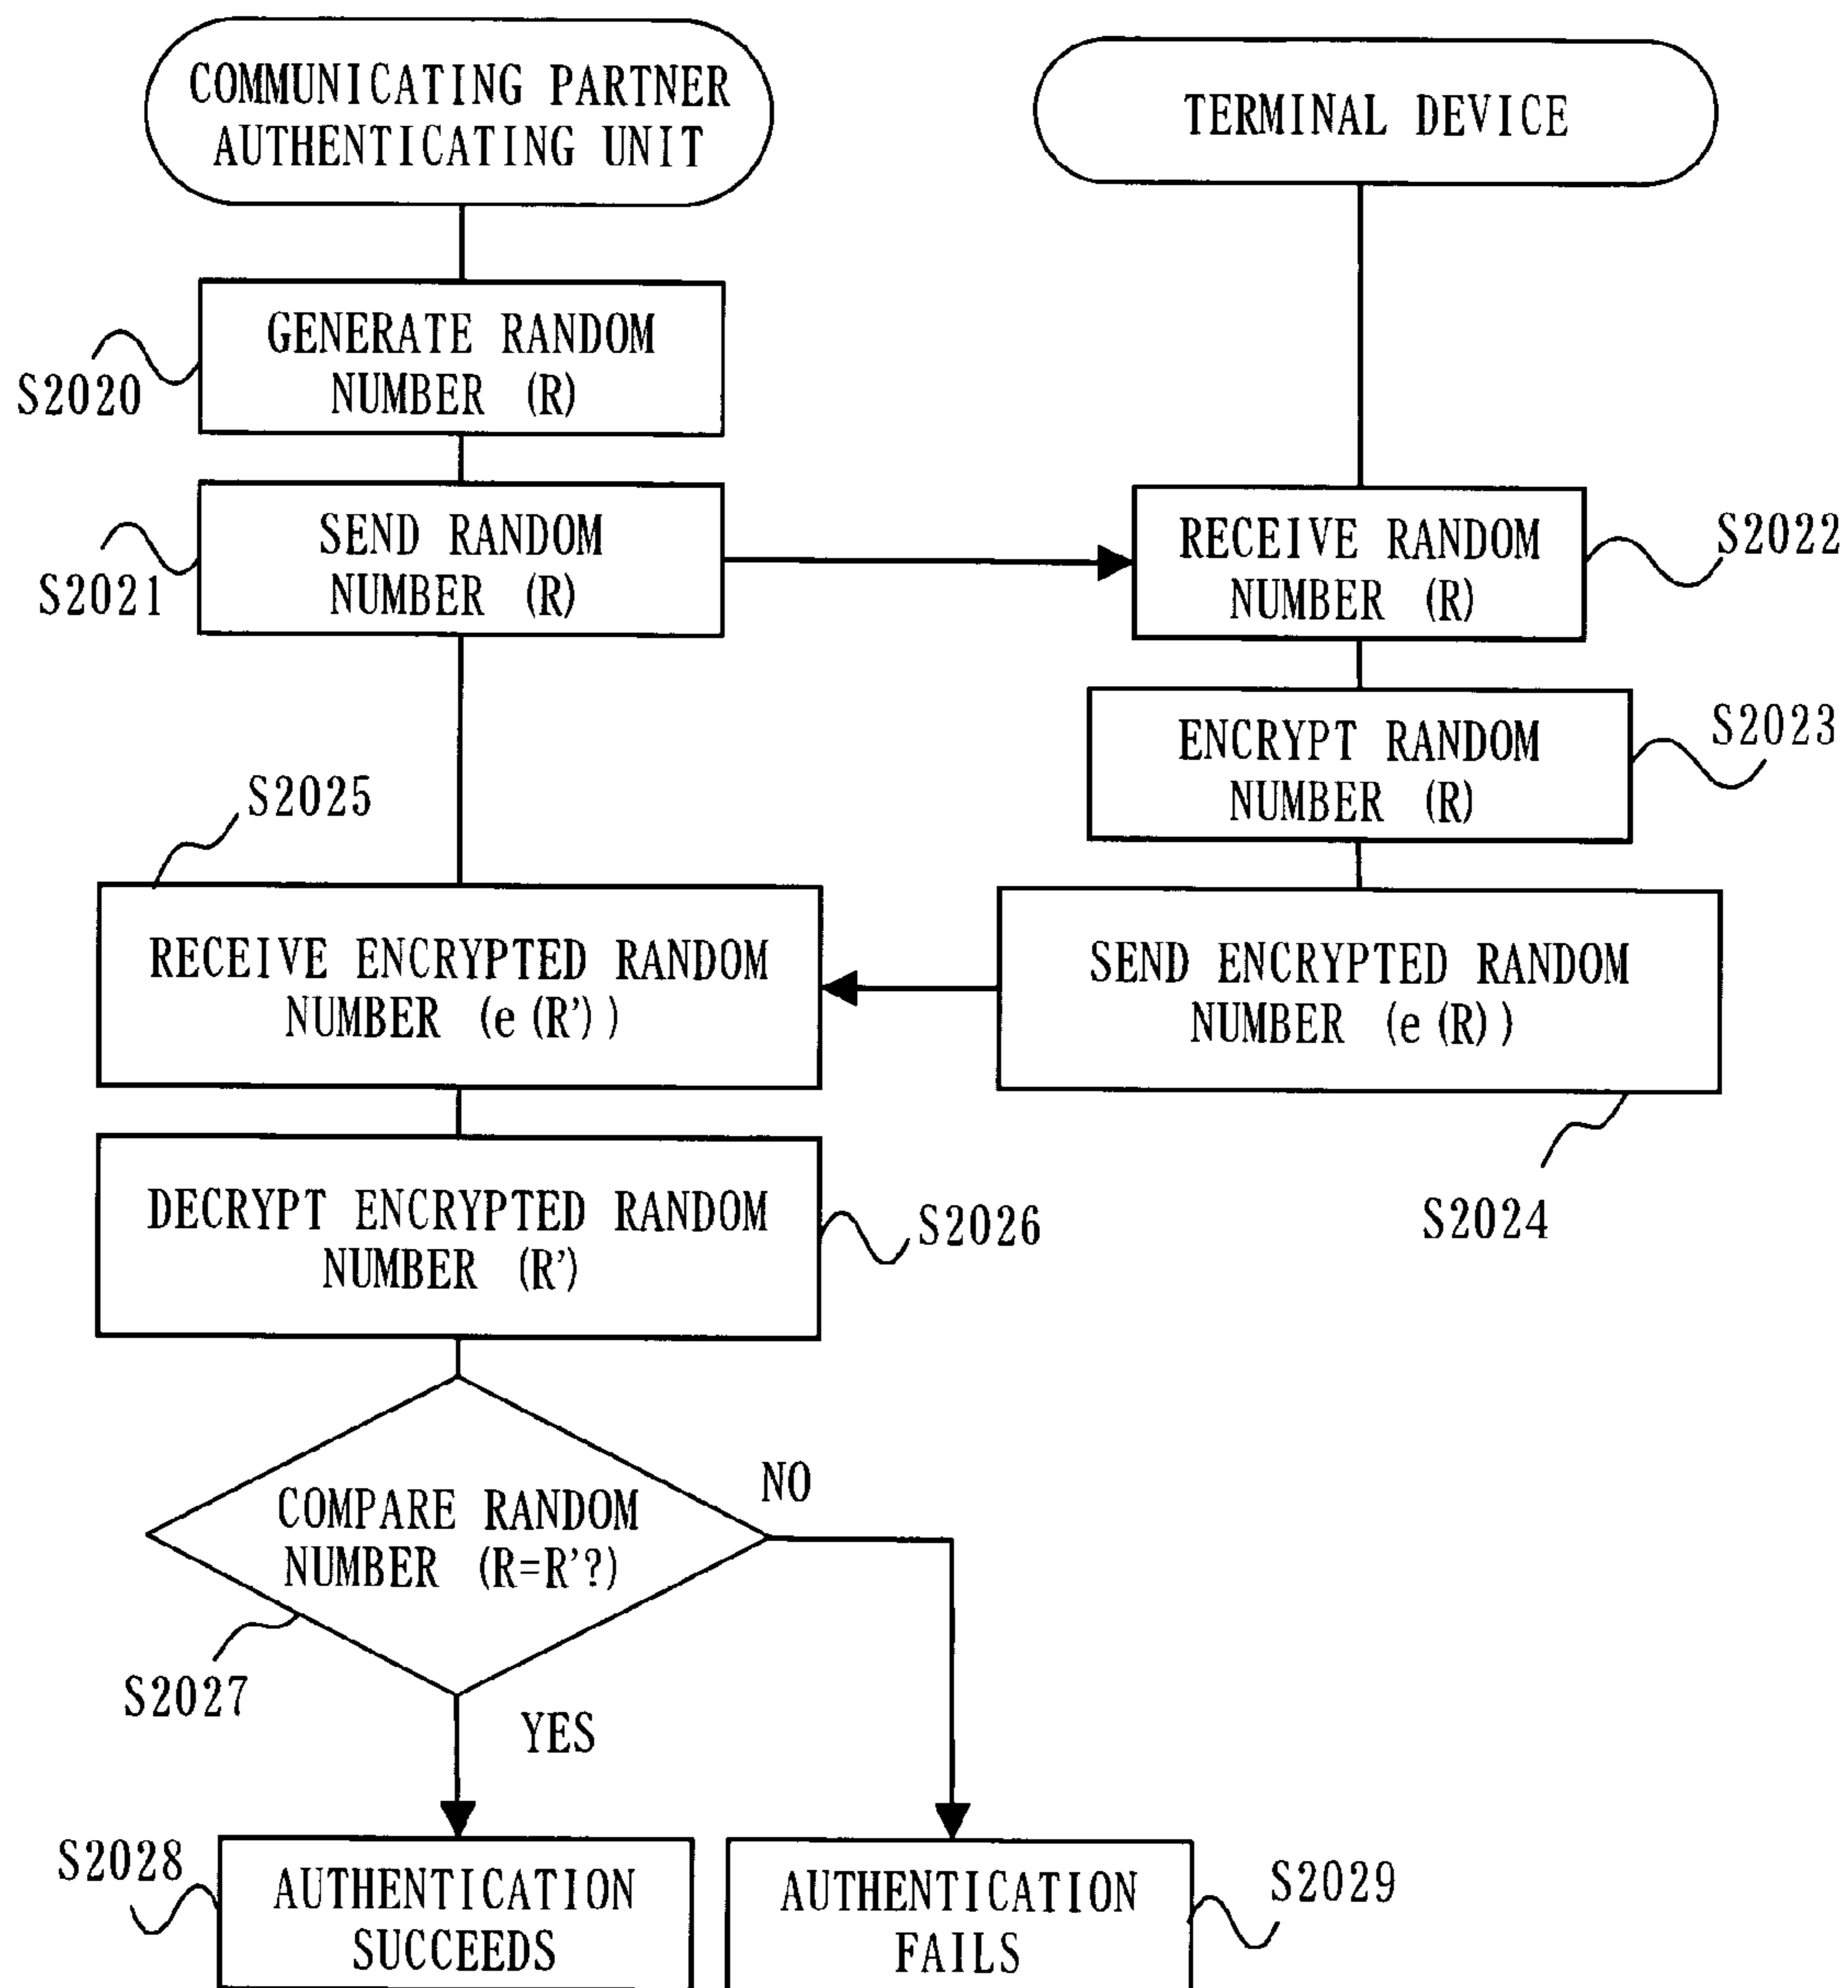 COMMUNICATING PARTNER
AUTHENTICATING UNIT
TERMINAL DEVICE
GENERATE RANDOM
NUMBER (R)
S2020
SEND RANDOM
NUMBER (R)
S2021
RECEIVE RANDOM
NUMBER (R)
S2022
ENCRYPT RANDOM
NUMBER (R)
S2023
S2025
RECEIVE ENCRYPTED RANDOM
NUMBER (e(R'))
SEND ENCRYPTED RANDOM
NUMBER (e(R))
S2024
DECRYPT ENCRYPTED RANDOM
NUMBER (R')
S2026
COMPARE RANDOM
NUMBER (R=R'?)
NO
S2027
YES
S2028
AUTHENTICATION
SUCCEEDS
AUTHENTICATION
FAILS
S2029